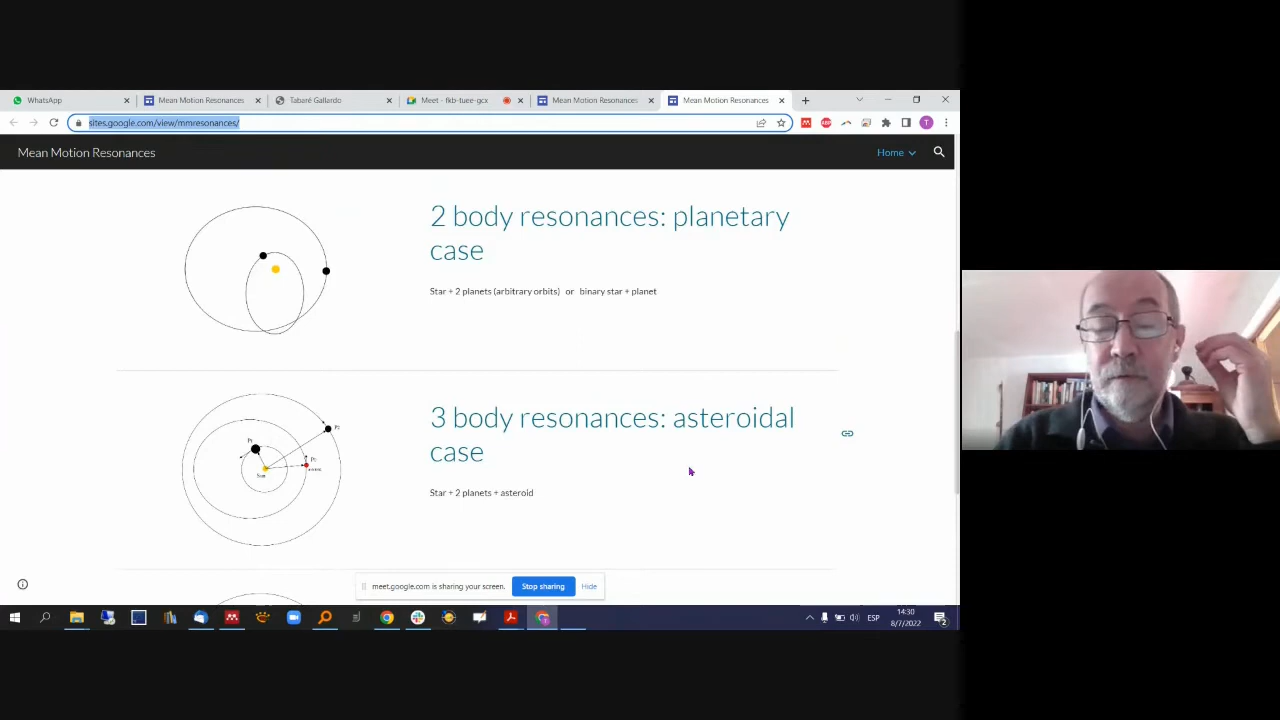 WhatsApp
Mean Motion Resonances
Tabaré Gallardo
Meet - fkb-tuee-gcx
Mean Motion Resonances
Mean Motion Resonances
sites.google.com/view/mmresonances/
Mean Motion Resonances
Home
2 body resonances: planetary
case
Star + 2 planets (arbitrary orbits) or binary star + planet
3 body resonances: asteroidal
case
Star + 2 planets + asteroid
meet.google.com is sharing your screen.
Stop sharing
Hide
ESP
14:30
8/7/2022